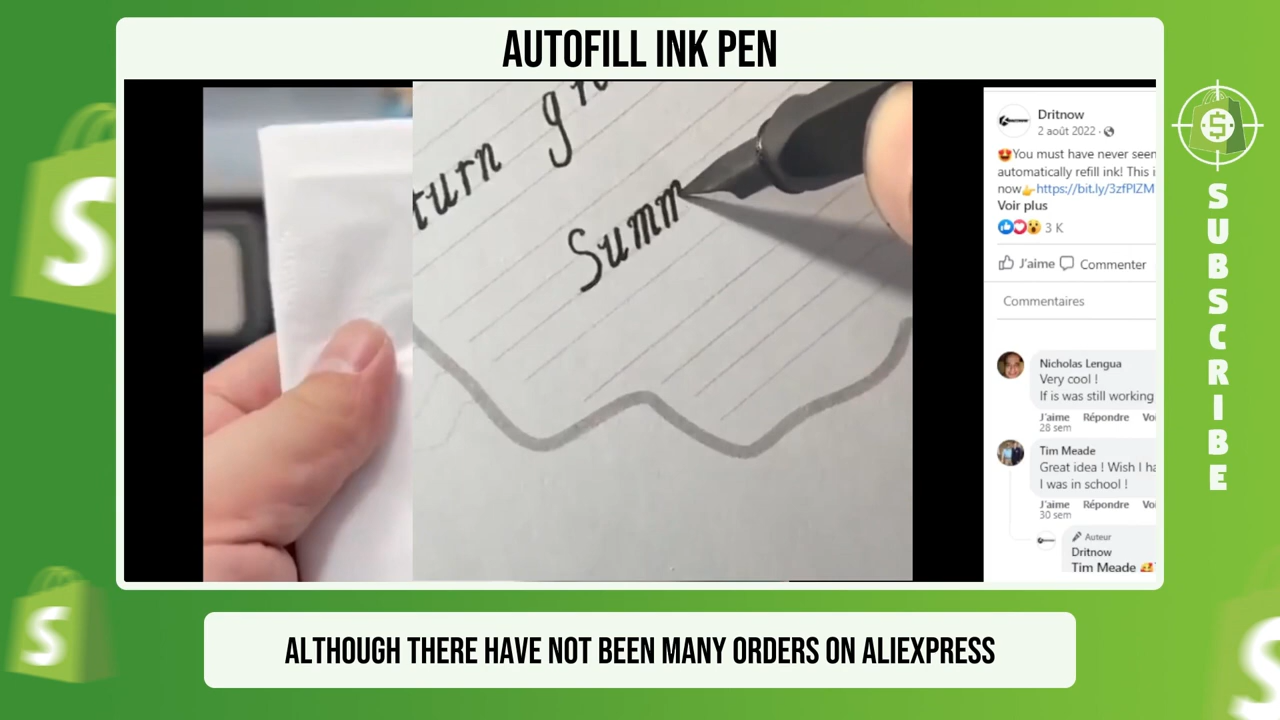 AUTOFILL INK PEN
turn
Summ
Dritnow
2 août 2022
You must have never seen
automatically refill ink! This i
now👉https://bit.ly/3zfPlZM
Voir plus
3 K
J'aime Commenter
Commentaires
Nicholas Lengua
Very cool !
If is was still working
J'aime Répondre Voi
28 sem
Tim Meade
Great idea ! Wish I ha
I was in school !
J'aime Répondre Voi
30 sem
Auteur
Dritnow
Tim Meade
SUBSCRIBE
ALTHOUGH THERE HAVE NOT BEEN MANY ORDERS ON ALIEXPRESS